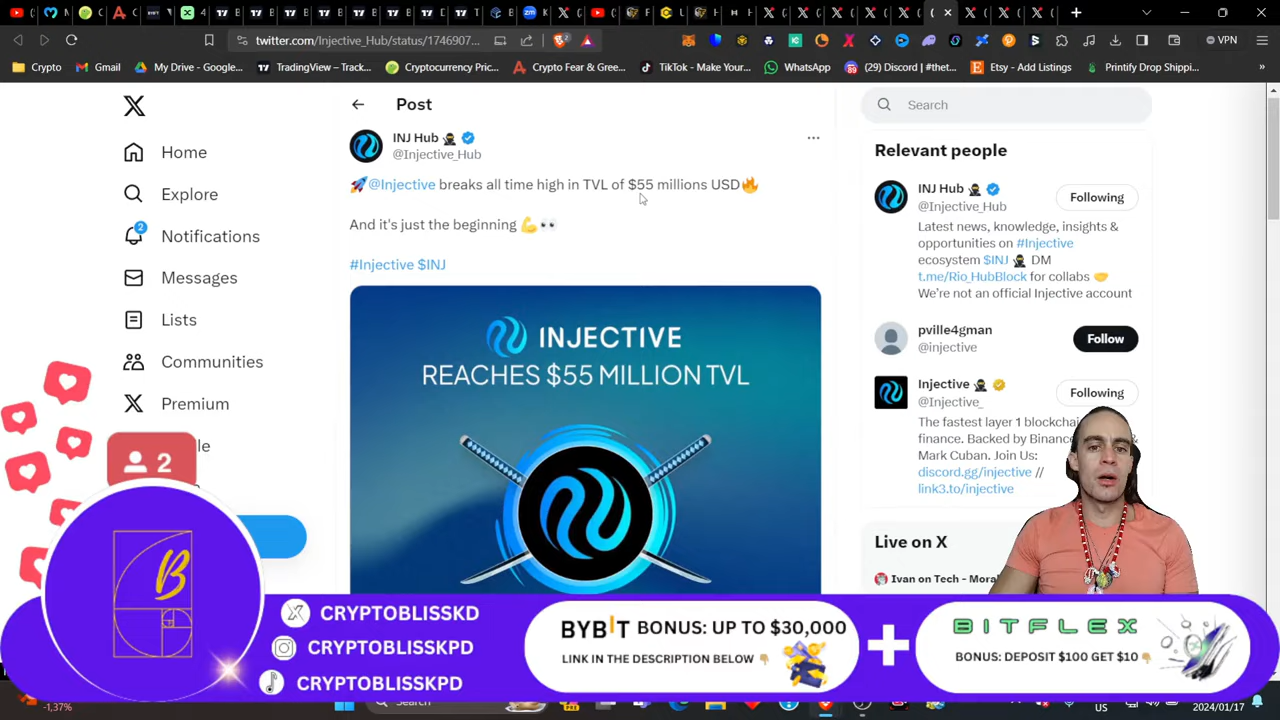 twitter.com/Injective_Hub/status/1746907...
VPN
Crypto
Gmail
My Drive - Google D...
TradingView – Track...
Cryptocurrency Pric...
Crypto Fear & Gree...
TikTok - Make Your...
WhatsApp
(29) Discord | #thet...
Etsy - Add Listings
Printify Drop Shippi...
X
Home
Explore
2
Notifications
Messages
Lists
Communities
Premium
Post
INJ Hub
@Injective_Hub
🚀@Injective breaks all time high in TVL of $55 millions USD🔥
And it's just the beginning 💪👀
#Injective $INJ
INJECTIVE
REACHES $55 MILLION TVL
Search
Relevant people
INJ Hub
@Injective_Hub
Following
Latest news, knowledge, insights &
opportunities on #Injective
ecosystem $INJ DM
t.me/Rio_HubBlock for collabs
We're not an official Injective account
pville4gman
@injective
Follow
Injective
@Injective_
Following
The fastest layer 1 blockchain
finance. Backed by Binance
Mark Cuban. Join Us:
discord.gg/injective //
link3.to/injective
Live on X
Ivan on Tech – Moral
2
B
CRYPTOBLISSKD
CRYPTOBLISSKPD
CRYPTOBLISSKPD
BYBIT BONUS: UP TO $30,000
LINK IN THE DESCRIPTION BELOW
BITFLEX
BONUS: DEPOSIT $100 GET $10
-1,37%
Search
US
2024/01/17